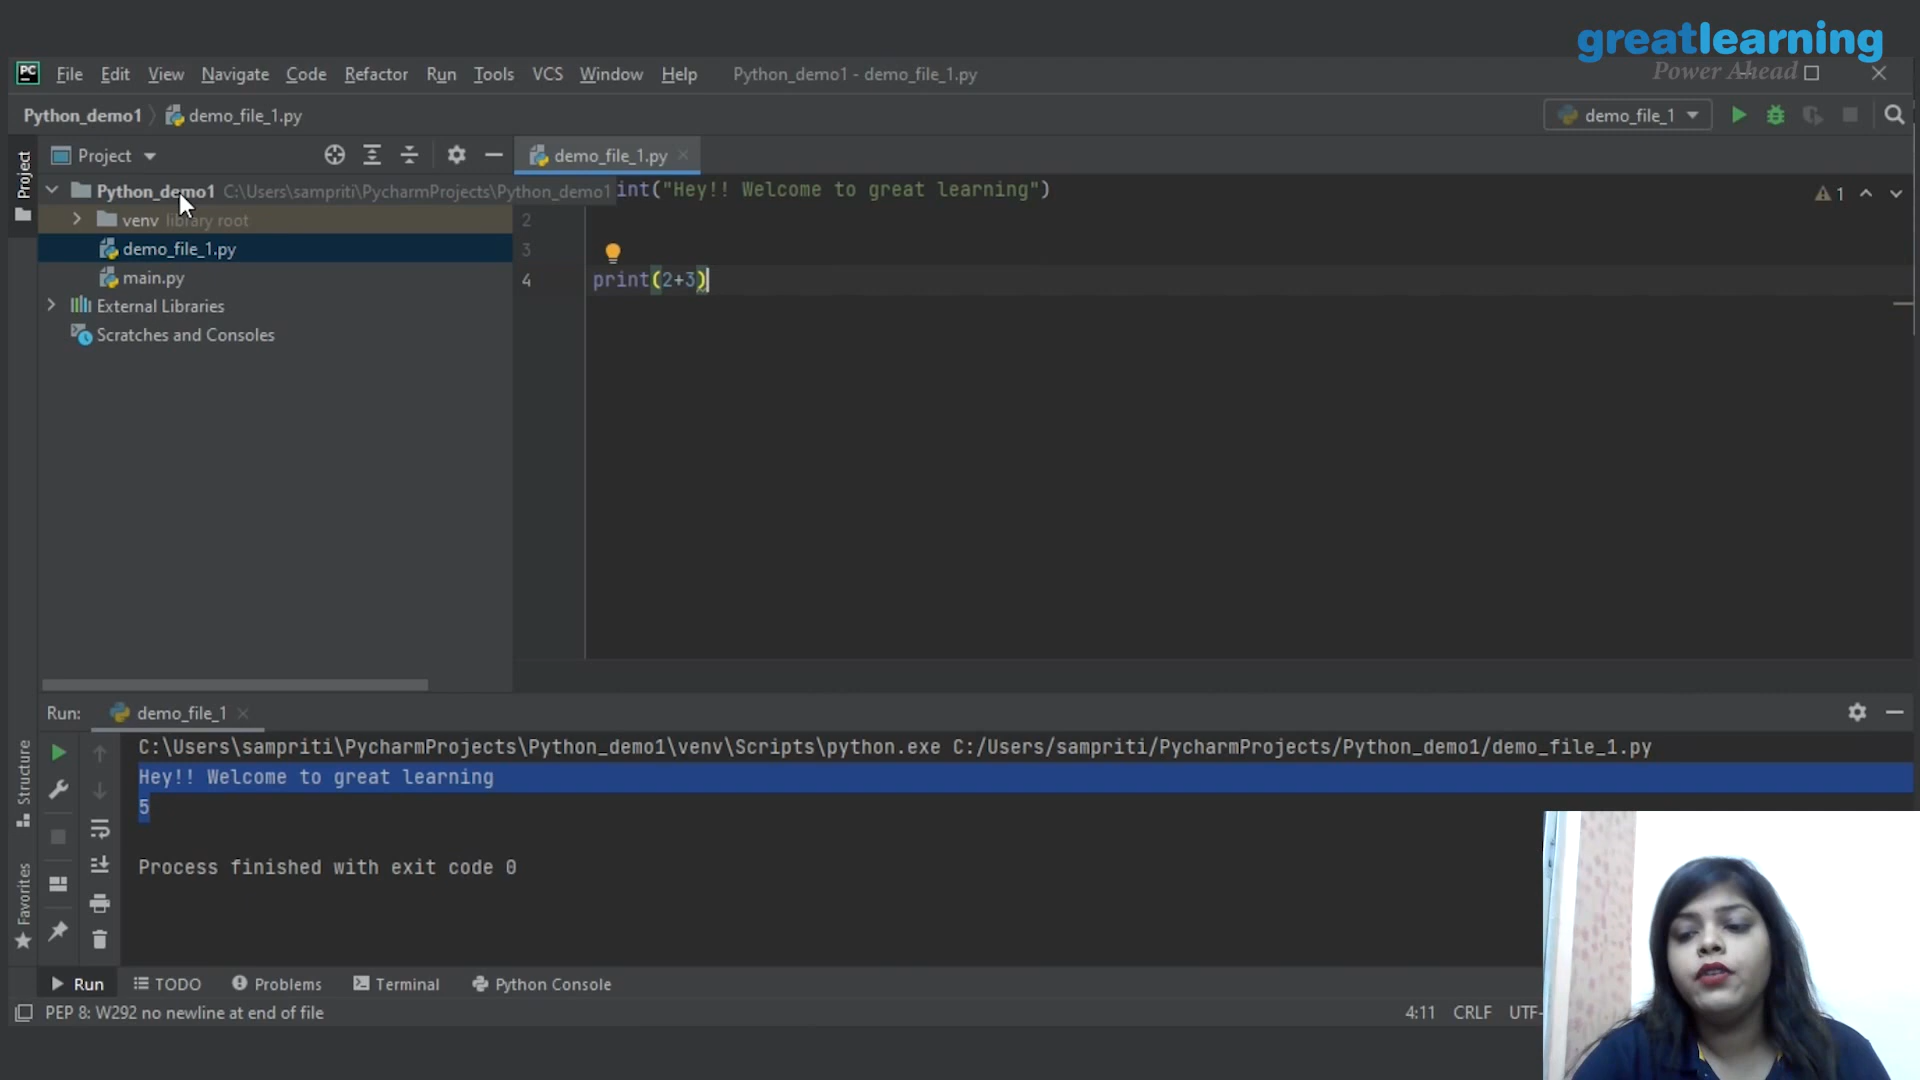 greatlearning
Power Ahead
PC File Edit View Navigate Code Refactor Run Tools VCS Window Help Python_demo1 - demo_file_1.py
Python_demo1 demo_file_1.py demo_file_1
Project Project demo_file_1.py
Python_demo1 C:\Users\sampriti\PycharmProjects\Python_demo1 int("Hey!! Welcome to great learning") 1
venv library root 2
demo_file_1.py 3
main.py 4 print(2+3)
External Libraries
Scratches and Consoles
Run: demo_file_1
C:\Users\sampriti\PycharmProjects\Python_demo1\venv\Scripts\python.exe C:/Users/sampriti/PycharmProjects/Python_demo1/demo_file_1.py
Hey!! Welcome to great learning
5
Process finished with exit code 0
Structure
Favorites
Run TODO Problems Terminal Python Console
PEP 8: W292 no newline at end of file 4:11 CRLF UTF-